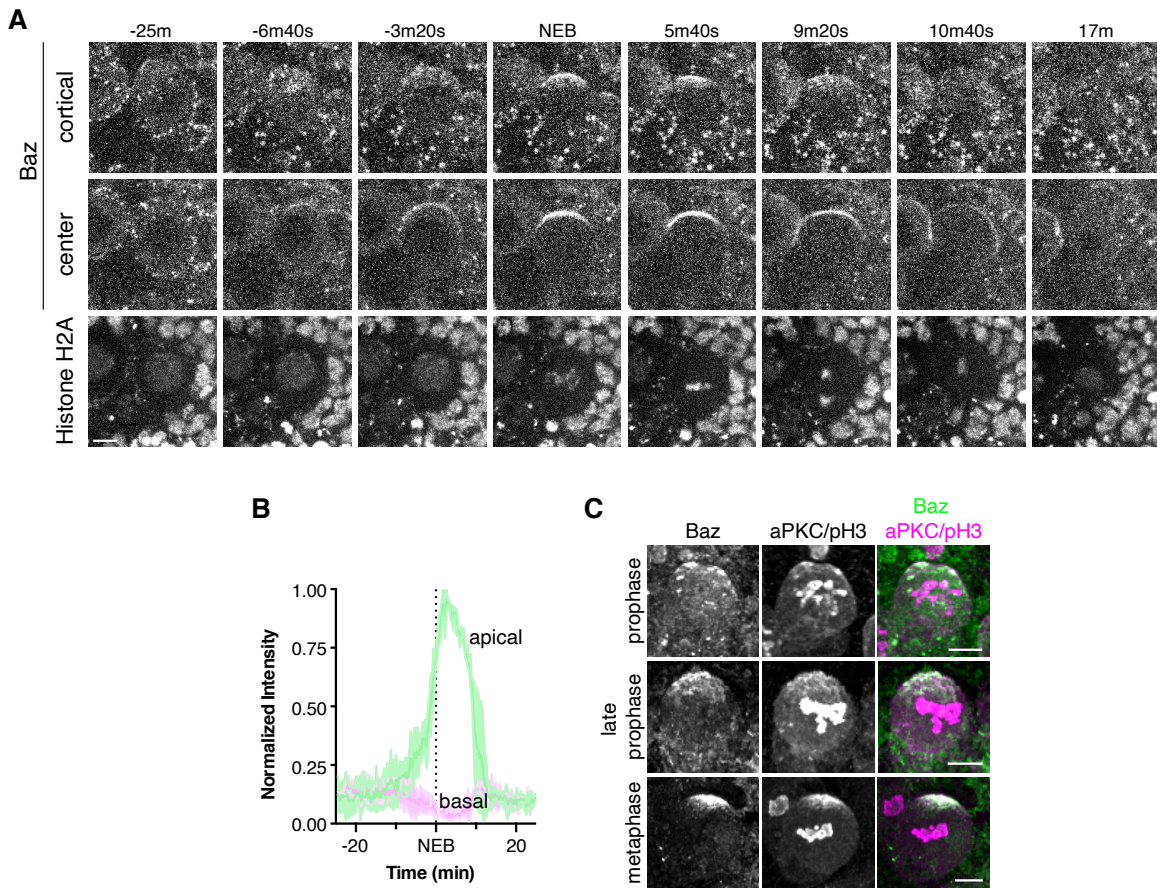 A
-25m -6m40s -3m20s NEB 5m40s 9m20s 10m40s 17m
Baz
cortical
center
Histone H2A
B
Normalized Intensity
1.00
0.75
0.50
0.25
0.00
apical
basal
-20 NEB 20
Time (min)
C
Baz
Baz aPKC/pH3 aPKC/pH3
prophase
late
prophase
metaphase